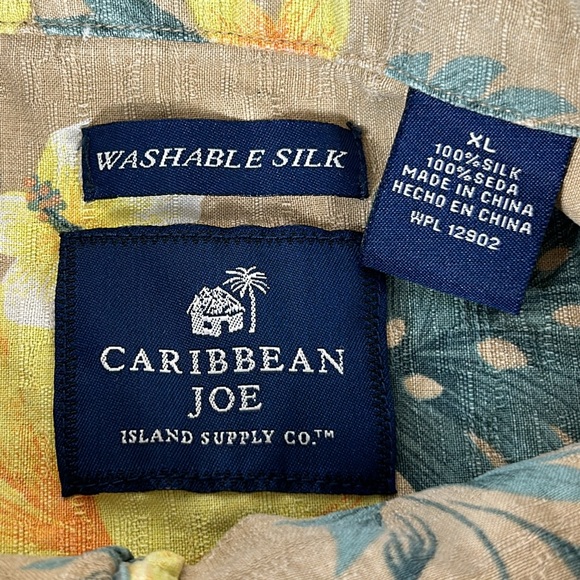 WASHABLE SILK
CARIBBEAN
JOE
ISLAND SUPPLY CO.™
XL
100% SILK
100% SEDA
MADE IN CHINA
HECHO EN CHINA
WPL 12902